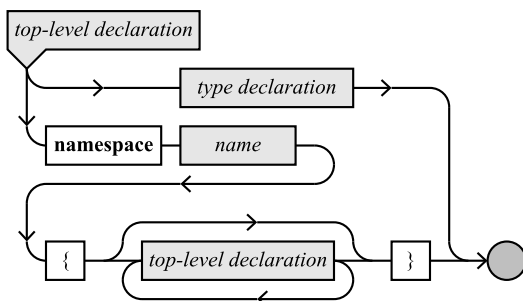 top-level declaration
type declaration
namespace name
{ top-level declaration }